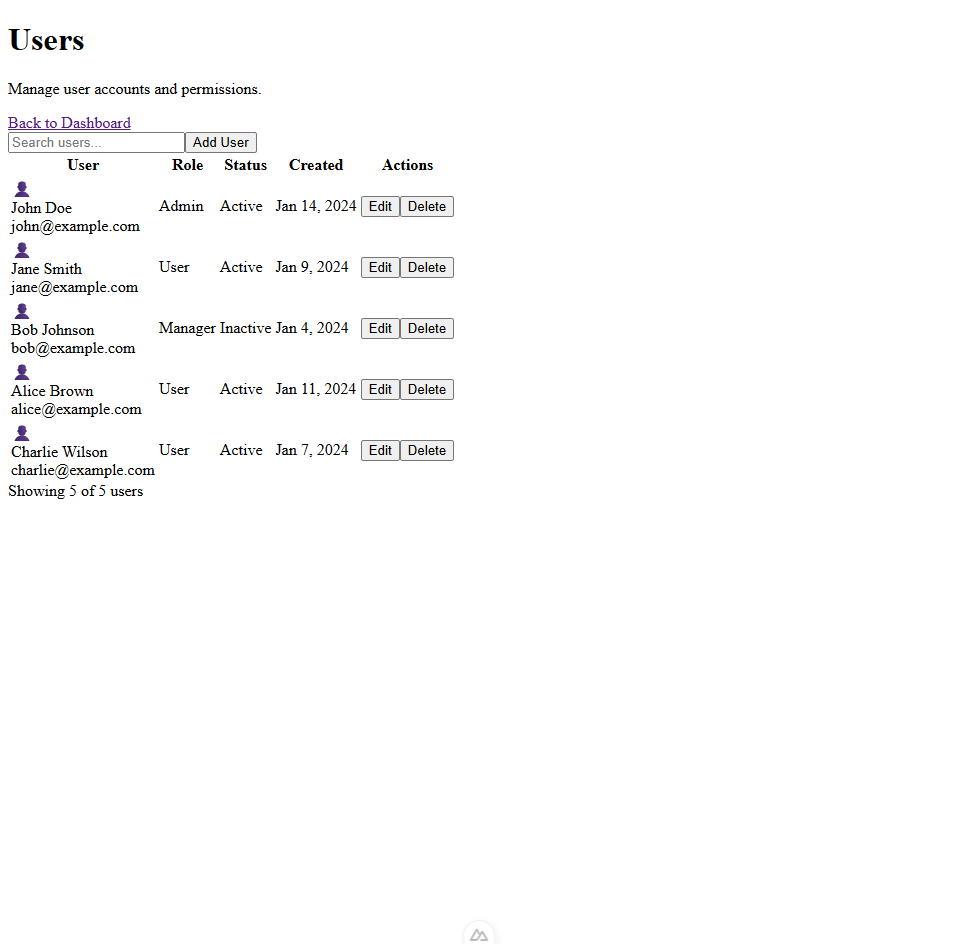 Users
Manage user accounts and permissions.
Back to Dashboard
Search users... Add User
User Role Status Created Actions
John Doe
john@example.com
Admin Active Jan 14, 2024 Edit Delete
Jane Smith
jane@example.com
User Active Jan 9, 2024 Edit Delete
Bob Johnson
bob@example.com
Manager Inactive Jan 4, 2024 Edit Delete
Alice Brown
alice@example.com
User Active Jan 11, 2024 Edit Delete
Charlie Wilson
charlie@example.com
User Active Jan 7, 2024 Edit Delete
Showing 5 of 5 users